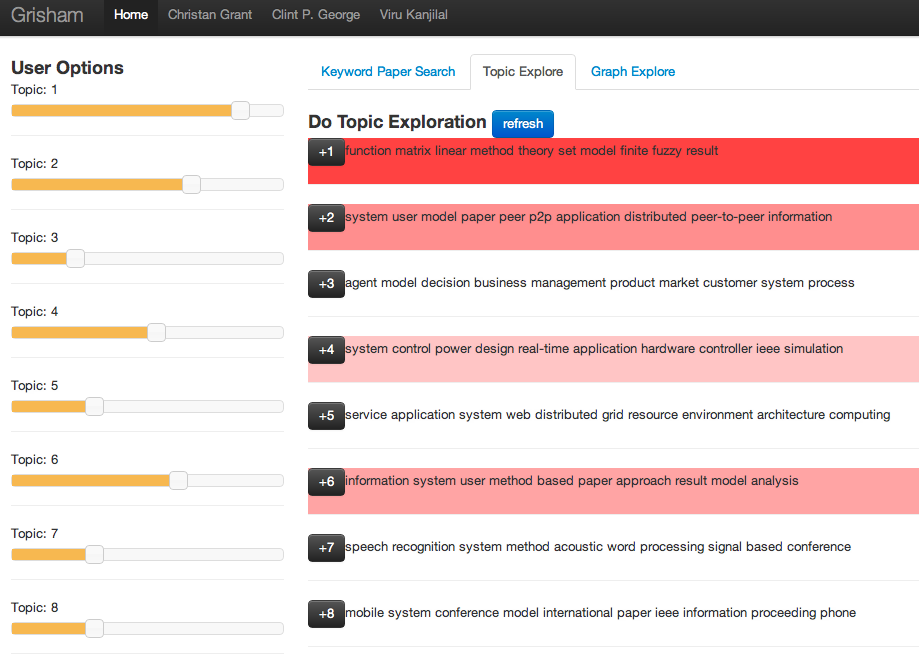 Grisham Home Christan Grant Clint P. George Viru Kanjilal
User Options
Topic: 1
Topic: 2
Topic: 3
Topic: 4
Topic: 5
Topic: 6
Topic: 7
Topic: 8
Keyword Paper Search Topic Explore Graph Explore
Do Topic Exploration refresh
+1 function matrix linear method theory set model finite fuzzy result
+2 system user model paper peer p2p application distributed peer-to-peer information
+3 agent model decision business management product market customer system process
+4 system control power design real-time application hardware controller ieee simulation
+5 service application system web distributed grid resource environment architecture computing
+6 information system user method based paper approach result model analysis
+7 speech recognition system method acoustic word processing signal based conference
+8 mobile system conference model international paper ieee information proceeding phone